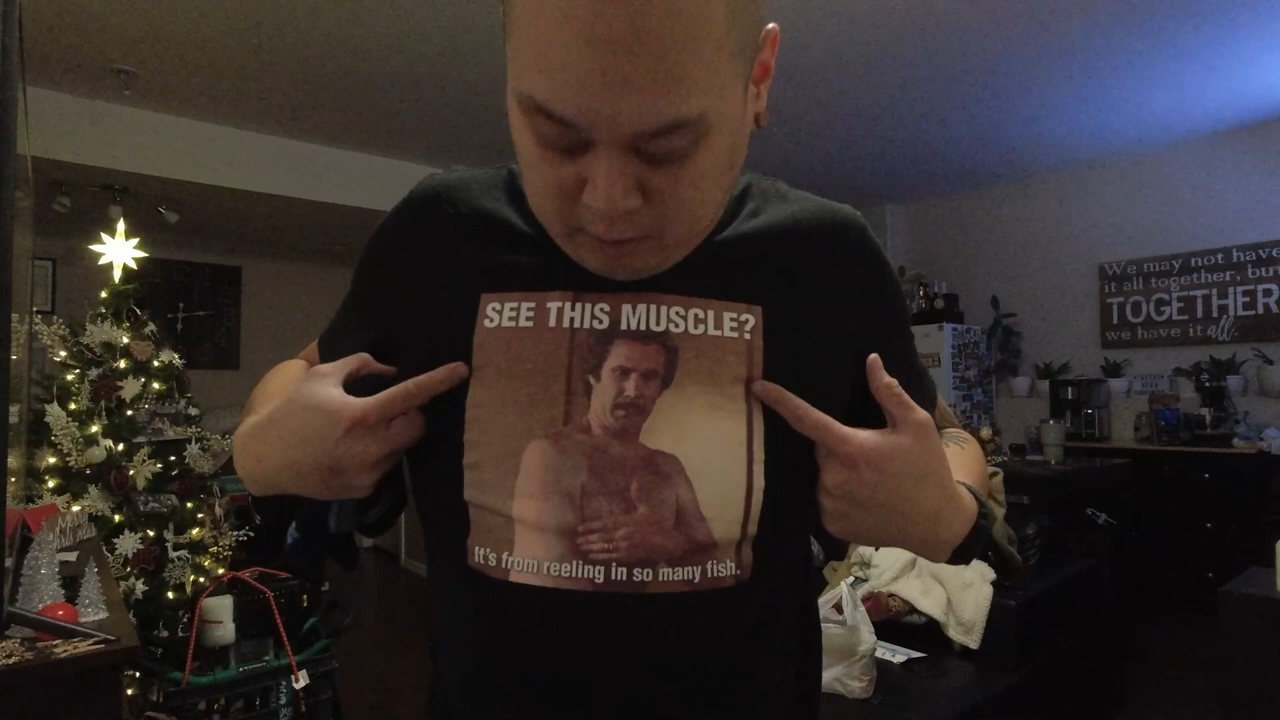 SEE THIS MUSCLE?
It's from reeling in so many fish.
We may not have
it all together, but
TOGETHER
we have it all.